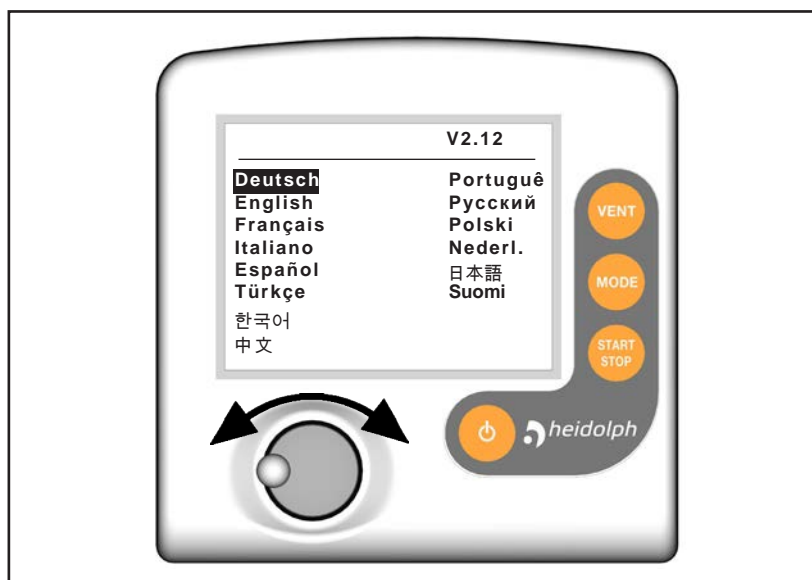 V2.12
Deutsch
English
Français
Italiano
Español
Türkçe
한국어
中文
Portuguê
Русский
Polski
Nederl.
日本語
Suomi
VENT
MODE
START
STOP
heidolph